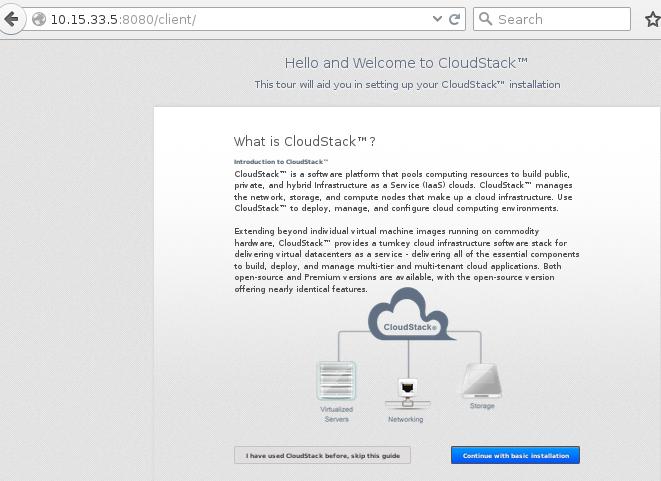 10.15.33.5:8080/client/
Search
Hello and Welcome to CloudStack™
This tour will aid you in setting up your CloudStack™ installation
What is CloudStack™?
Introduction to CloudStack™
CloudStack™ is a software platform that pools computing resources to build public,
private, and hybrid Infrastructure as a Service (IaaS) clouds. CloudStack™ manages
the network, storage, and compute nodes that make up a cloud infrastructure. Use
CloudStack™ to deploy, manage, and configure cloud computing environments.
Extending beyond individual virtual machine images running on commodity
hardware, CloudStack™ provides a turnkey cloud infrastructure software stack for
delivering virtual datacenters as a service - delivering all of the essential components
to build, deploy, and manage multi-tier and multi-tenant cloud applications. Both
open-source and Premium versions are available, with the open-source version
offering nearly identical features.
CloudStack®
Virtualized
Servers
Networking
Storage
I have used CloudStack before, skip this guide
Continue with basic installation